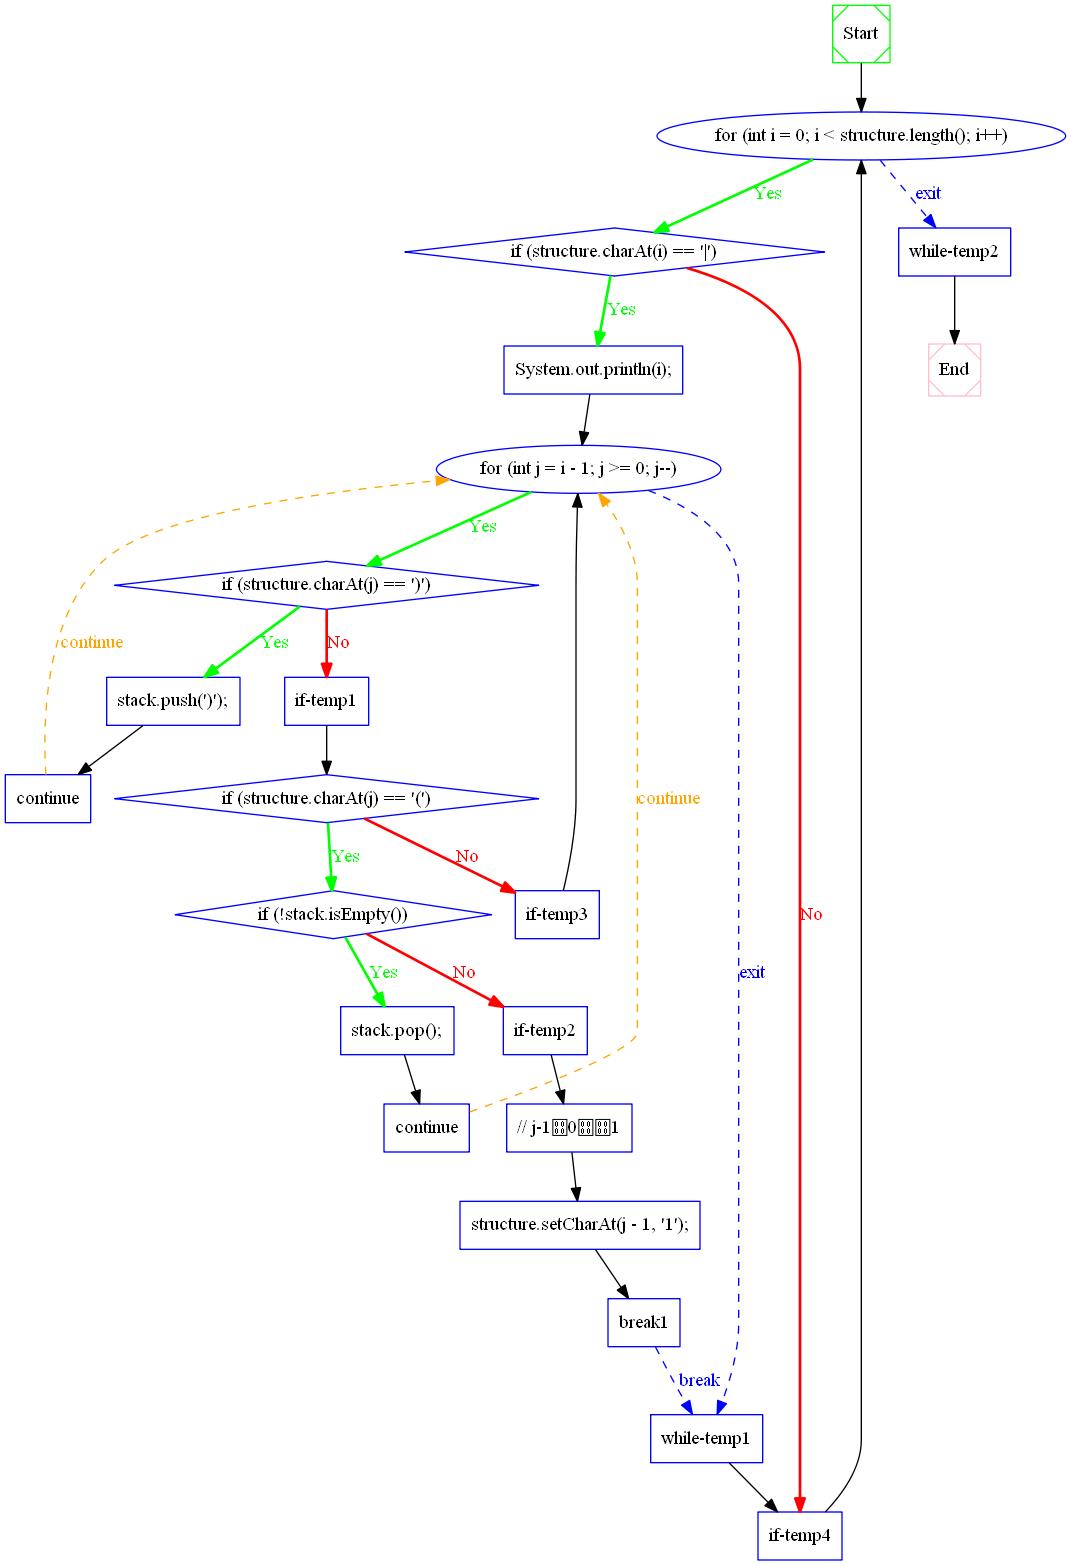 Start
for (int i = 0; i < structure.length(); i++)
Yes
exit
if (structure.charAt(i) == '|')
while-temp2
Yes
System.out.println(i);
End
for (int j = i - 1; j >= 0; j--)
Yes
if (structure.charAt(j) == ')')
continue
Yes
No
stack.push(')');
if-temp1
continue
if (structure.charAt(j) == '(')
continue
Yes
No
if (!stack.isEmpty())
if-temp3
No
Yes
No
exit
stack.pop();
if-temp2
continue
// j-1 0 1
structure.setCharAt(j - 1, '1');
break1
break
while-temp1
if-temp4